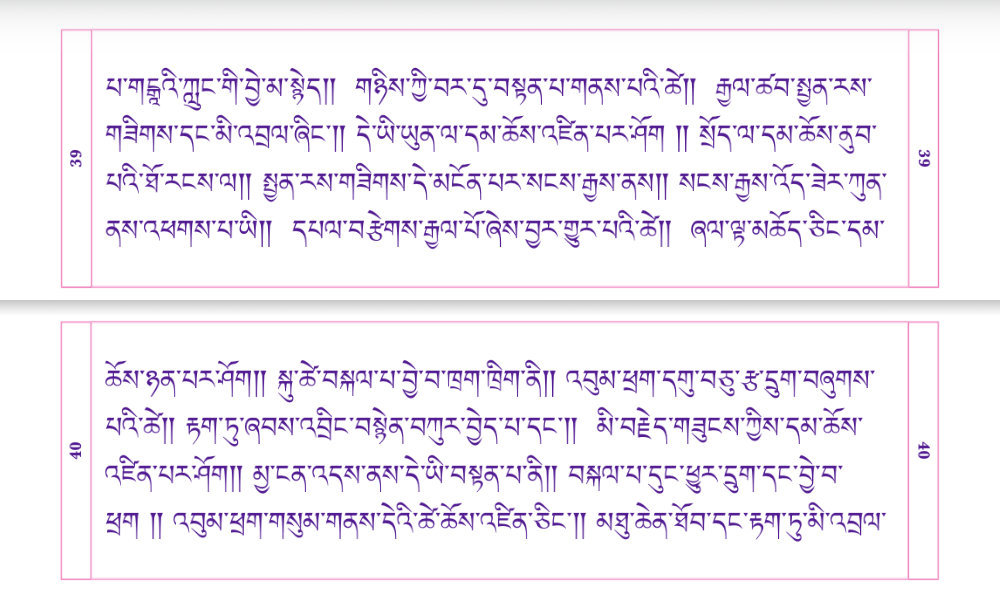 པ་གངྒཱའི་ཀླུང་གི་བྱེ་མ་སྙེད།། གཉིས་ཀྱི་བར་དུ་བསྟན་པ་གནས་པའི་ཚེ།། རྒྱལ་ཚབ་སྤྱན་རས་
39
གཟིགས་དང་མི་འབྲལ་ཞིང་།། དེ་ཡི་ཡུན་ལ་དམ་ཆོས་འཛིན་པར་ཤོག །། སྲོད་ལ་དམ་ཆོས་ནུབ་
39
པའི་ཐོ་རངས་ལ།། སྤྱན་རས་གཟིགས་དེ་མངོན་པར་སངས་རྒྱས་ནས།། སངས་རྒྱས་འོད་ཟེར་ཀུན་
ནས་འཕགས་པ་ཡི།། དཔལ་བརྩེགས་རྒྱལ་པོ་ཞེས་བྱར་གྱུར་པའི་ཚེ།། ཞལ་ལྟ་མཆོད་ཅིང་དམ་
ཆོས་ཉན་པར་ཤོག།། སྐུ་ཚེ་བསྐལ་པ་བྱེ་བ་ཁྲག་ཁྲིག་ནི།། འབུམ་ཕྲག་དགུ་བཅུ་རྩ་དྲུག་བཞུགས་
པའི་ཚེ།། རྟག་ཏུ་ཞབས་འབྲིང་བསྙེན་བཀུར་བྱེད་པ་དང་།། མི་བརྗེད་གཟུངས་ཀྱིས་དམ་ཆོས་
40
40
འཛིན་པར་ཤོག།། མྱ་ངན་འདས་ནས་དེ་ཡི་བསྟན་པ་ནི།། བསྐལ་པ་དུང་ཕྱུར་དྲུག་དང་བྱེ་བ་
ཕྲག །། འབུམ་ཕྲག་གསུམ་གནས་དེའི་ཚེ་ཆོས་འཛིན་ཅིང་།། མཐུ་ཆེན་ཐོབ་དང་རྟག་ཏུ་མི་འབྲལ་